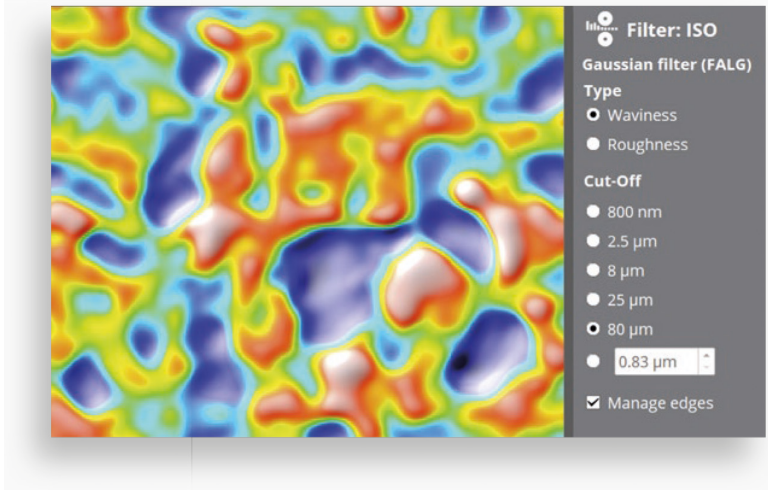 Filter: ISO
Gaussian filter (FALG)
Type
Waviness
Roughness
Cut-Off
800 nm
2.5 µm
8 µm
25 µm
80 µm
0.83 µm
Manage edges